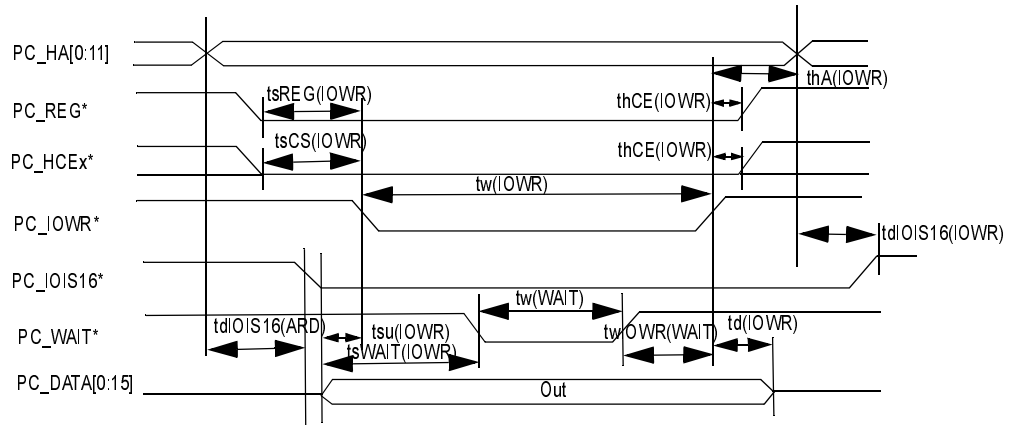 PC_HA[0:11]
thA(IOWR)
tsREG(IOWR)
thCE(IOWR)
PC_REG*
tsCS(IOWR)
thCE(IOWR)
PC_HCEx*
tw(IOWR)
PC_IOWR*
tdIOIS16(IOWR)
PC_IOIS16*
tw(WAIT)
tdIOIS16(ARD)
tsu(IOWR)
twIOWR(WAIT)
td(IOWR)
PC_WAIT*
tsWAIT(IOWR)
PC_DATA[0:15]
Out